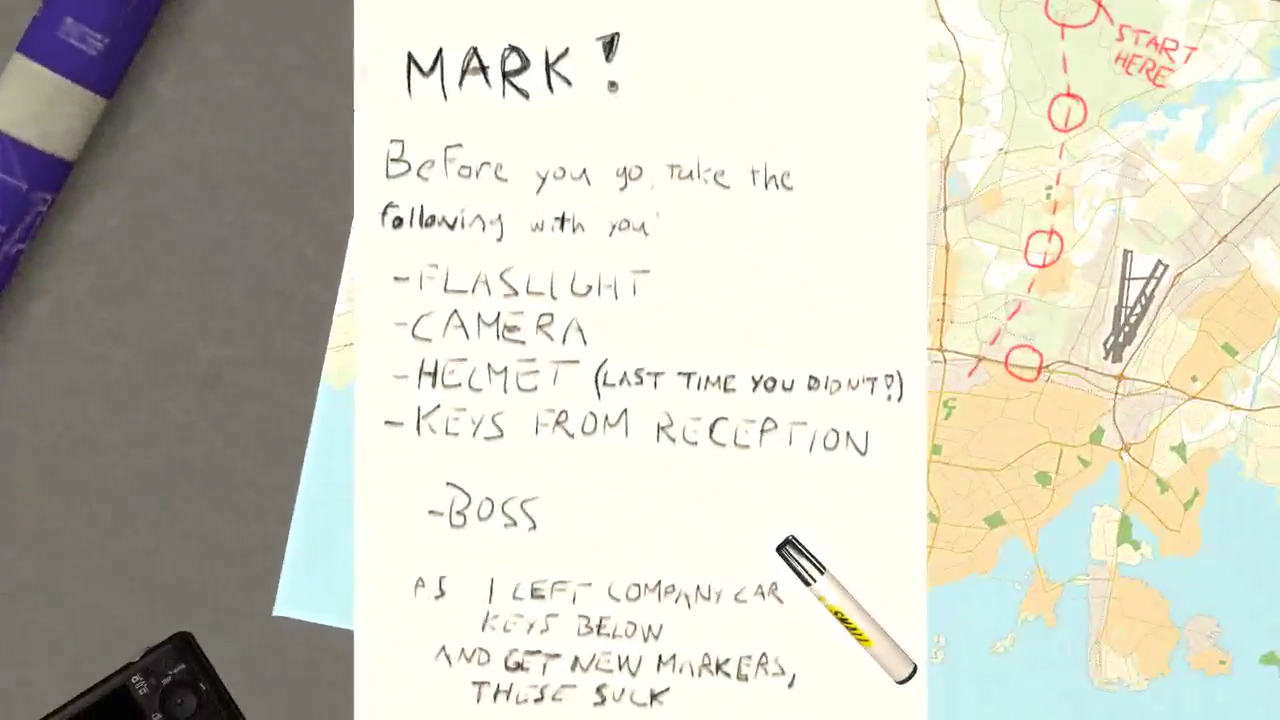 MARK!
Before you go, take the
following with you:
-FLASLIGHT
-CAMERA
-HELMET (LAST TIME YOU DIDN'T!)
-KEYS FROM RECEPTION
-BOSS
P.S I LEFT COMPANY CAR
KEYS BELOW
AND GET NEW MARKERS,
THESE SUCK
START
HERE